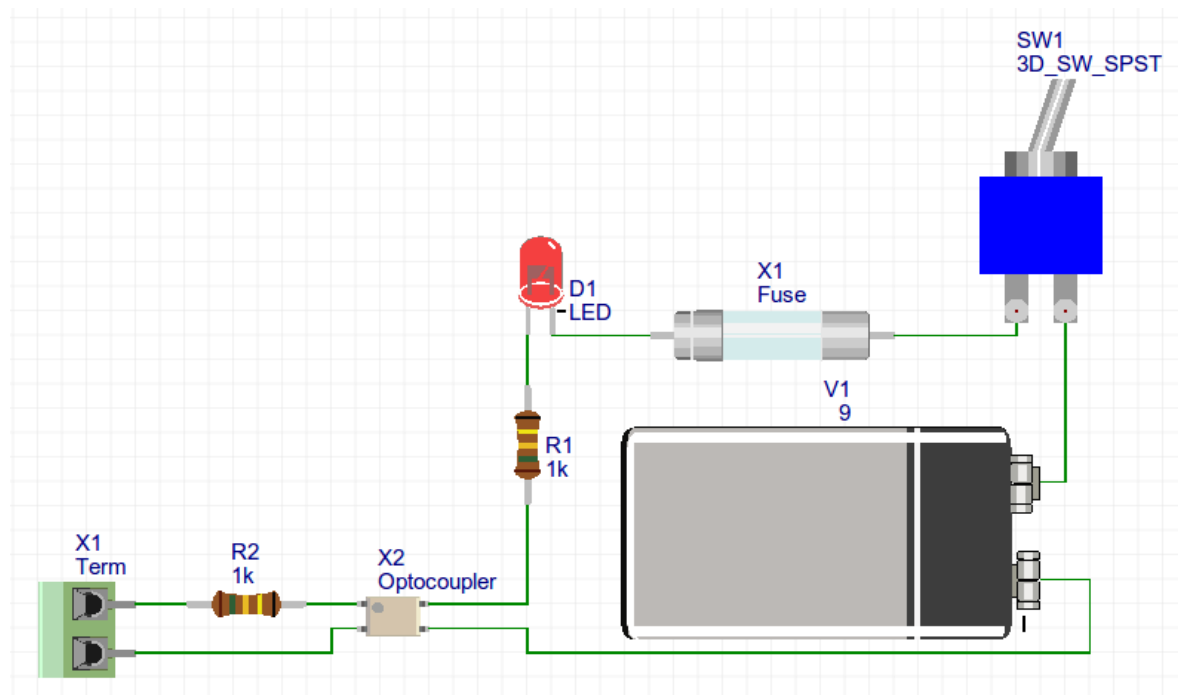 SW1
3D_SW_SPST
D1
LED
X1
Fuse
V1
9
R1
1k
X1
Term
R2
1k
X2
Optocoupler